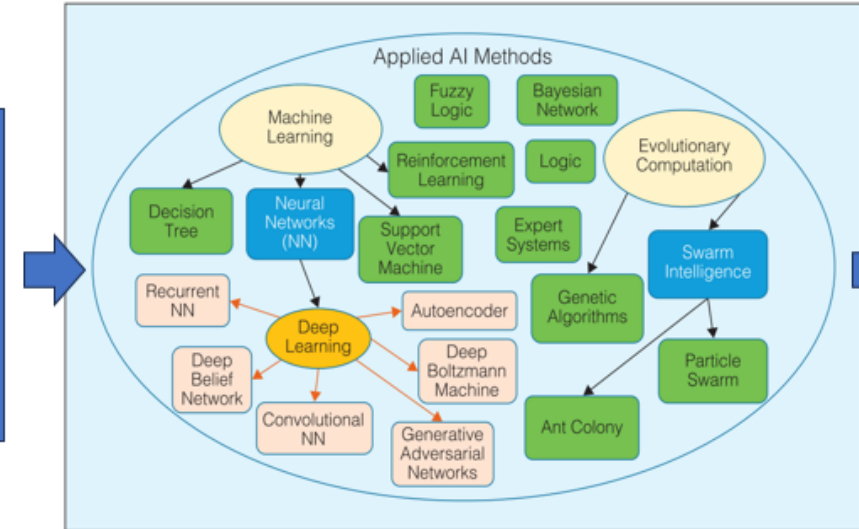 Applied AI Methods
Machine
Learning
Fuzzy
Logic
Bayesian
Network
Evolutionary
Computation
Reinforcement
Learning
Logic
Decision
Tree
Neural
Networks
(NN)
Support
Vector
Machine
Expert
Systems
Swarm
Intelligence
Genetic
Algorithms
Recurrent
NN
Autoencoder
Deep
Learning
Deep
Belief
Network
Deep
Boltzmann
Machine
Particle
Swarm
Convolutional
NN
Generative
Adversarial
Networks
Ant Colony